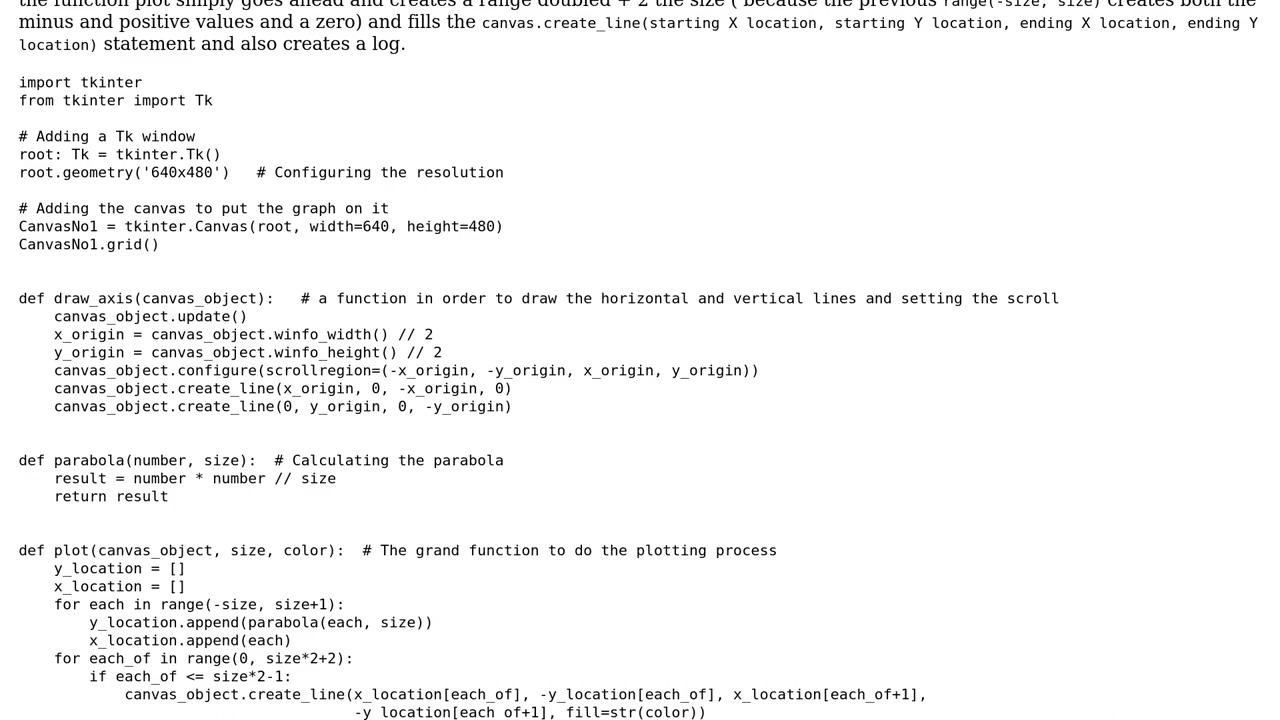 the function plot simply goes ahead and creates a range doubled + 2 the size ( because the previous range(-size, size) creates both the
minus and positive values and a zero) and fills the canvas.create_line(starting X location, starting Y location, ending X location, ending Y
location) statement and also creates a log.
import tkinter
from tkinter import Tk
# Adding a Tk window
root: Tk = tkinter.Tk()
root.geometry('640x480')   # Configuring the resolution
# Adding the canvas to put the graph on it
CanvasNo1 = tkinter.Canvas(root, width=640, height=480)
CanvasNo1.grid()
def draw_axis(canvas_object):   # a function in order to draw the horizontal and vertical lines and setting the scroll
    canvas_object.update()
    x_origin = canvas_object.winfo_width() // 2
    y_origin = canvas_object.winfo_height() // 2
    canvas_object.configure(scrollregion=(-x_origin, -y_origin, x_origin, y_origin))
    canvas_object.create_line(x_origin, 0, -x_origin, 0)
    canvas_object.create_line(0, y_origin, 0, -y_origin)
def parabola(number, size):  # Calculating the parabola
    result = number * number // size
    return result
def plot(canvas_object, size, color):  # The grand function to do the plotting process
    y_location = []
    x_location = []
    for each in range(-size, size+1):
        y_location.append(parabola(each, size))
        x_location.append(each)
    for each_of in range(0, size*2+2):
        if each_of <= size*2-1:
            canvas_object.create_line(x_location[each_of], -y_location[each_of], x_location[each_of+1],
                                      -y_location[each_of+1], fill=str(color))